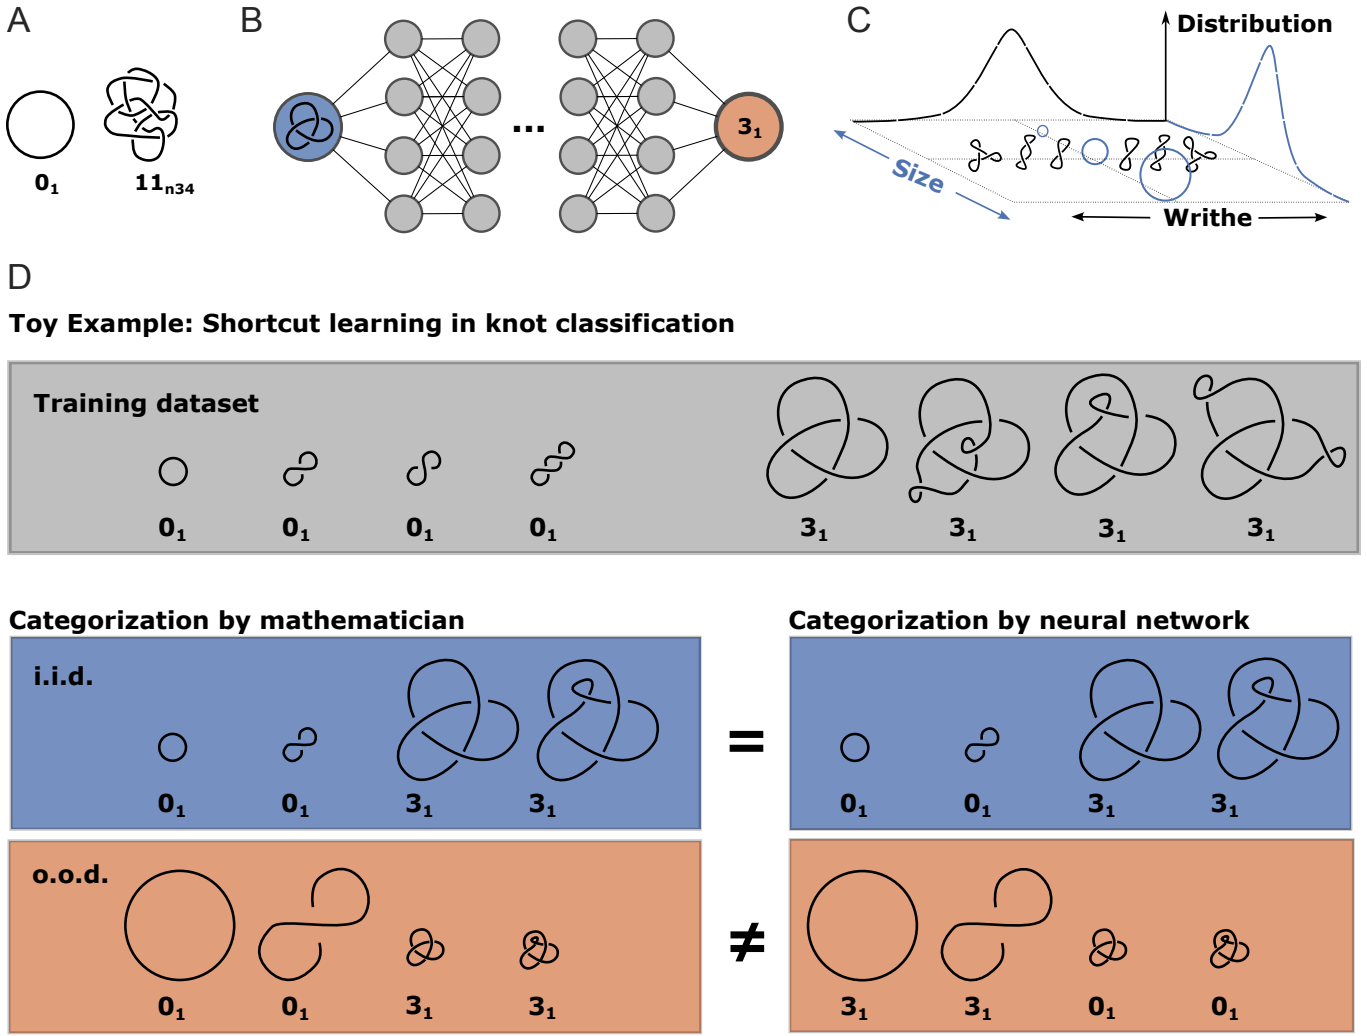 A
B
C
0₁
11ₙ₃₄
...
3₁
Distribution
Size
Writhe
D
Toy Example: Shortcut learning in knot classification
Training dataset
0₁ 0₁ 0₁ 0₁ 3₁ 3₁ 3₁ 3₁
Categorization by mathematician
i.i.d.
0₁ 0₁ 3₁ 3₁
o.o.d.
0₁ 0₁ 3₁ 3₁
=
≠
Categorization by neural network
0₁ 0₁ 3₁ 3₁
3₁ 3₁ 0₁ 0₁